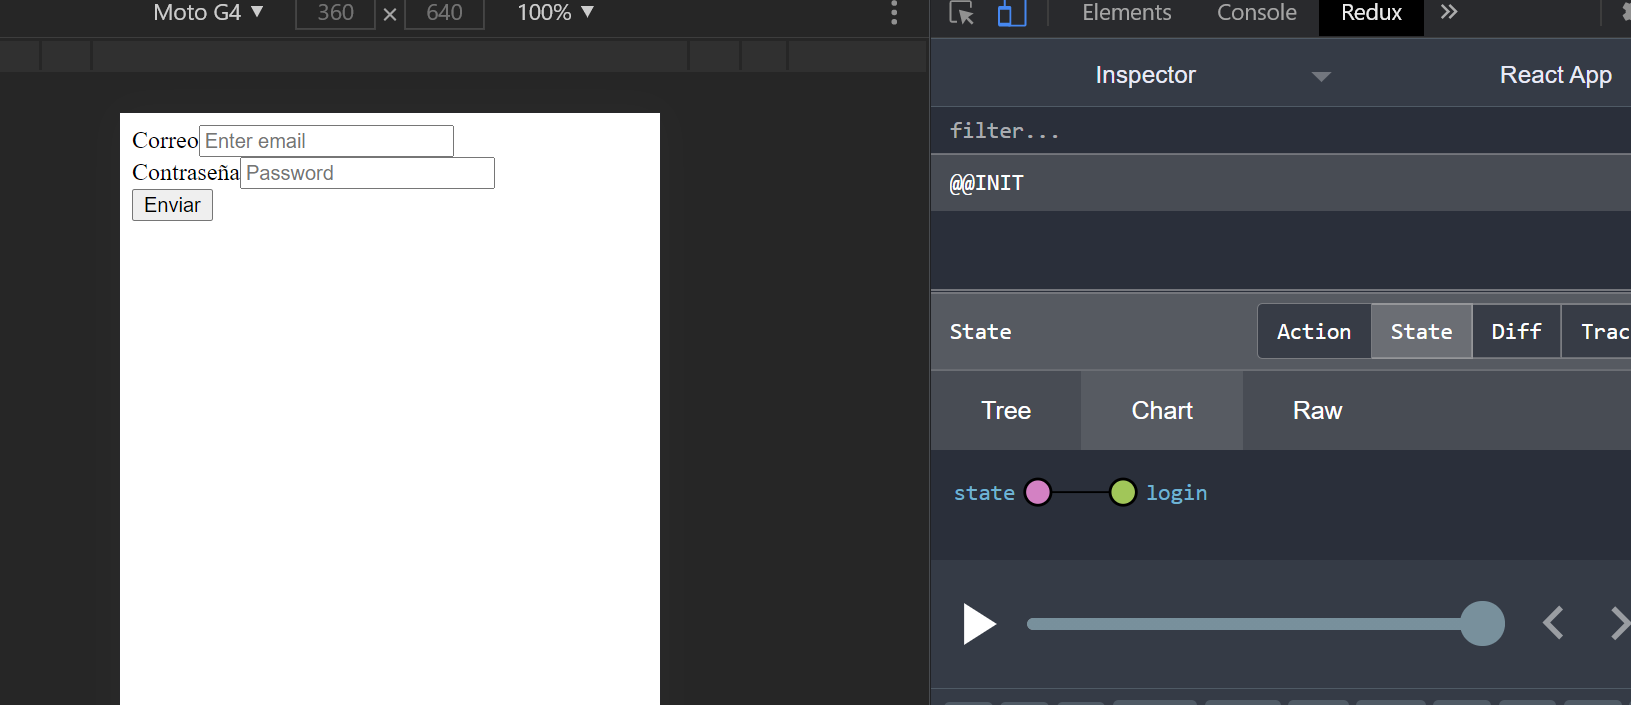 Moto G4 ▼ 360 × 640 100% ▼
Correo Enter email
Contraseña Password
Enviar
Elements Console Redux »
Inspector React App
filter...
@@INIT
State Action State Diff Trac
Tree Chart Raw
state login